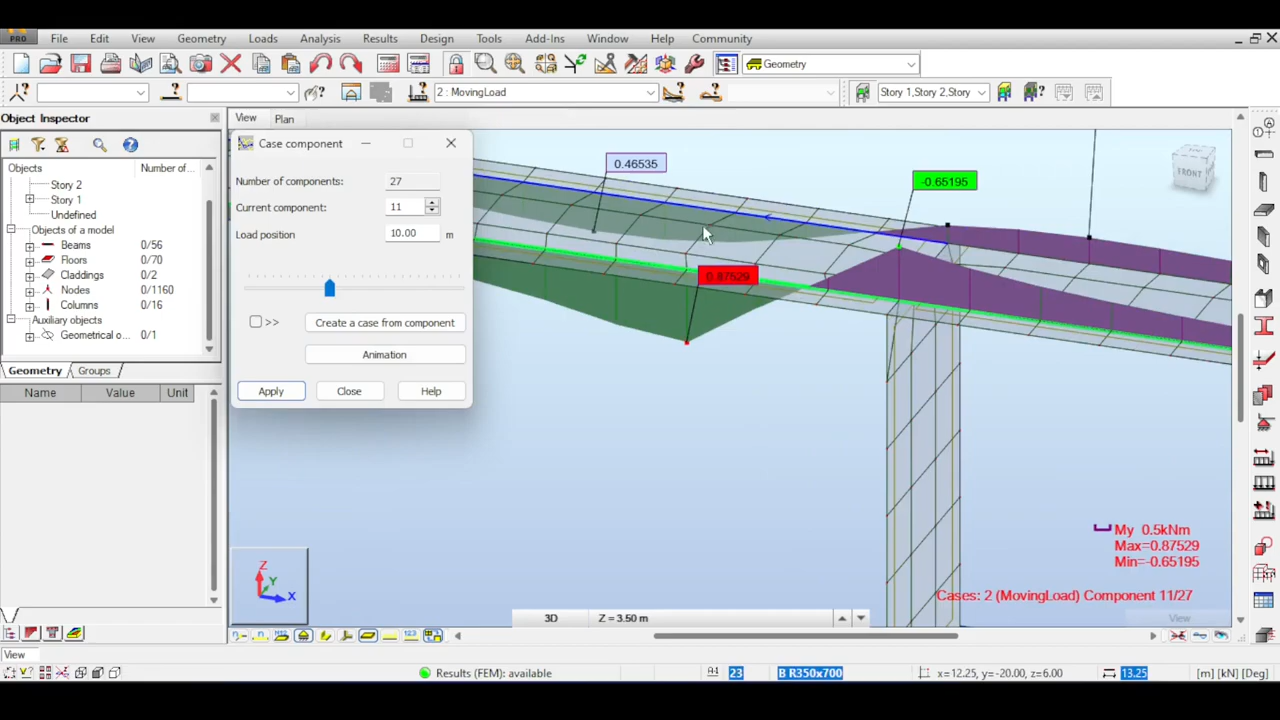 PRO
File Edit View Geometry Loads Analysis Results Design Tools Add-Ins Window Help Community
Geometry
2 : MovingLoad
Story 1,Story 2,Story
Object Inspector
Objects Number of...
Story 2
Story 1
Undefined
Objects of a model
Beams 0/56
Floors 0/70
Claddings 0/2
Nodes 0/1160
Columns 0/16
Auxiliary objects
Geometrical o... 0/1
Geometry Groups
Name Value Unit
View Plan
Case component
Number of components: 27
Current component: 11
Load position 10.00 m
>> Create a case from component
Animation
Apply Close Help
0.46535
-0.65195
0.87529
FRONT
My 0.5kNm
Max=0.87529
Min=-0.65195
Cases: 2 (MovingLoad) Component 11/27
Z
Y
X
3D Z = 3.50 m
View
View
Results (FEM): available
23 B R350x700
x=12.25, y=-20.00, z=6.00
13.25
[m] [kN] [Deg]